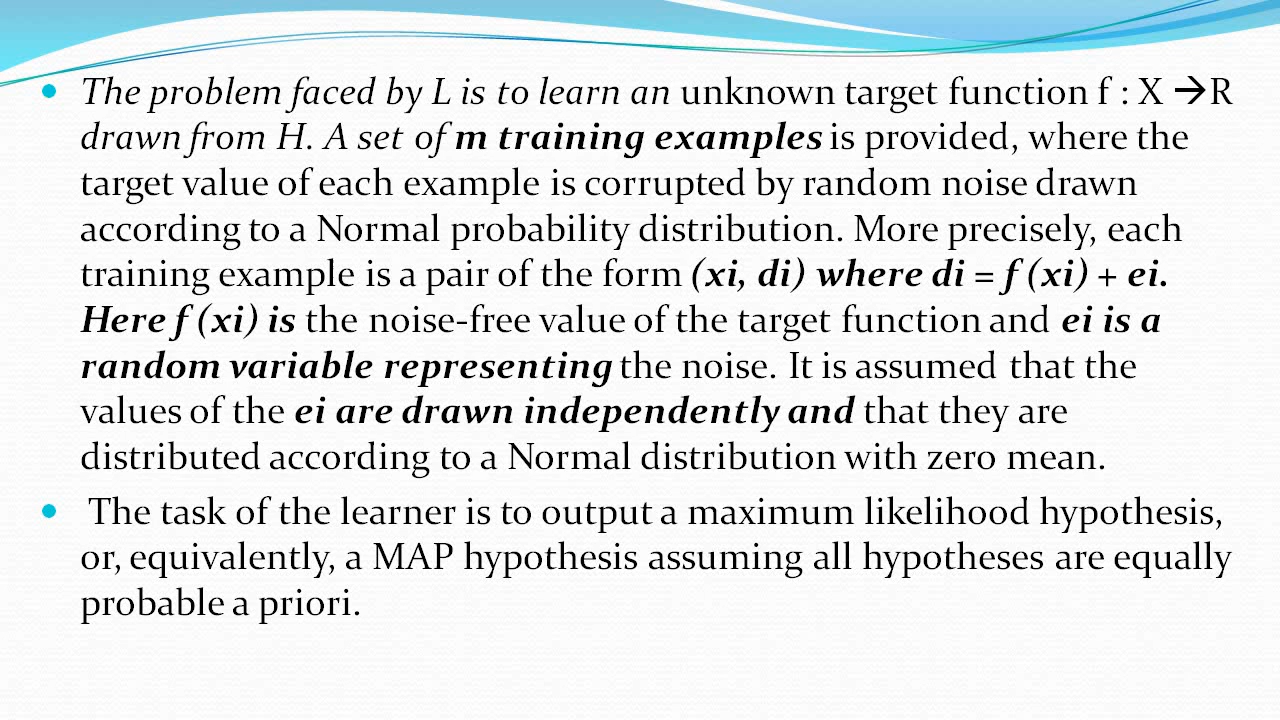 • The problem faced by L is to learn an unknown target function f : X →R
drawn from H. A set of m training examples is provided, where the
target value of each example is corrupted by random noise drawn
according to a Normal probability distribution. More precisely, each
training example is a pair of the form (xi, di) where di = f (xi) + ei.
Here f (xi) is the noise-free value of the target function and ei is a
random variable representing the noise. It is assumed that the
values of the ei are drawn independently and that they are
distributed according to a Normal distribution with zero mean.
• The task of the learner is to output a maximum likelihood hypothesis,
or, equivalently, a MAP hypothesis assuming all hypotheses are equally
probable a priori.